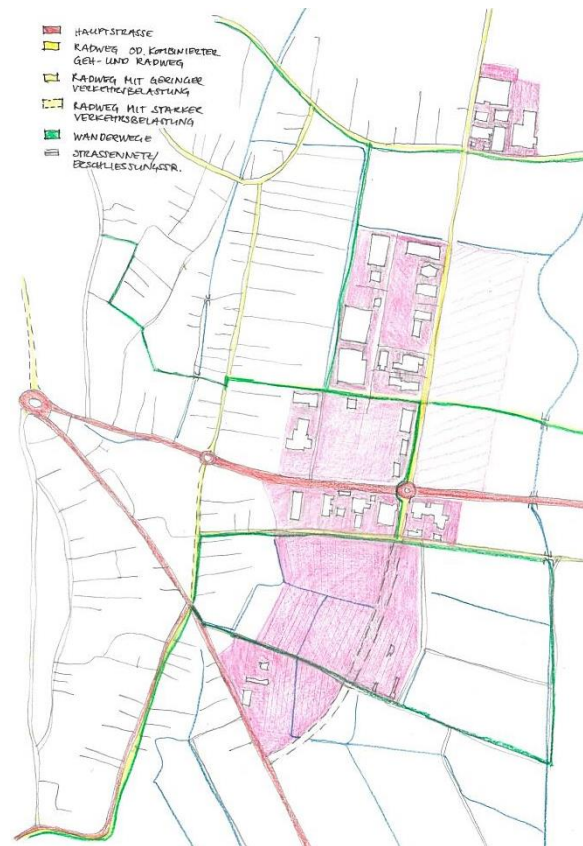 HAUPTSTRASSE
RADWEG OD. KOMBINIERTER
GEH- UND RADWEG
RADWEG MIT GERINGER
VERKEHRSBELASTUNG
RADWEG MIT STARKER
VERKEHRSBELASTUNG
WANDERWEGE
STRASSENNETZ/
ERSCHLIESSUNGSSTR.